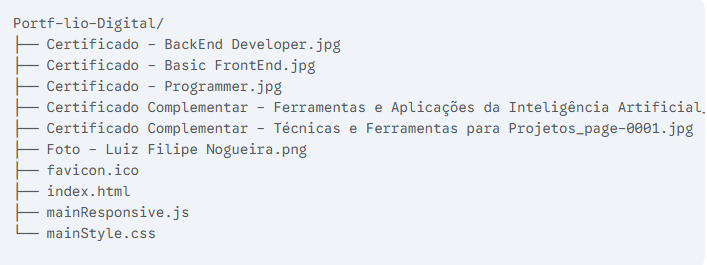 Portf-lio-Digital/
├── Certificado - BackEnd Developer.jpg
├── Certificado - Basic FrontEnd.jpg
├── Certificado - Programmer.jpg
├── Certificado Complementar - Ferramentas e Aplicações da Inteligência Artificial_
├── Certificado Complementar - Técnicas e Ferramentas para Projetos_page-0001.jpg
├── Foto - Luiz Filipe Nogueira.png
├── favicon.ico
├── index.html
├── mainResponsive.js
└── mainStyle.css